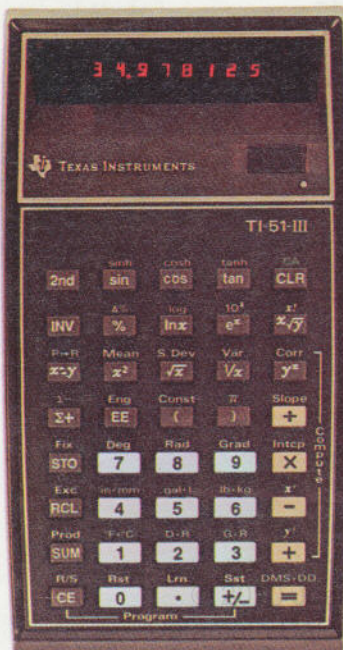 34.978125
TEXAS INSTRUMENTS
TI-51-III
sinh cosh tanh CA
2nd sin cos tan CLR
Δ% log 10ˣ x!
INV % lnx eˣ ˣ√y
P→R Mean S.Dev Var Corr
x⇄y x² √x 1/x yˣ
Σ- Eng Const π Slope
Σ+ EE ( ) ÷
Fix Deg Rad Grad Intcp
STO 7 8 9 ×
Exc in-mm gal-L lb-kg x'
RCL 4 5 6 −
Prod °F-°C D-R G-R y'
SUM 1 2 3 +
R/S Rst Lrn Sst DMS-DD
CE 0 . +/− =
Program
Compute